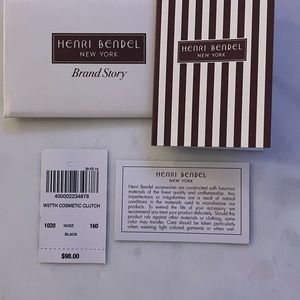 HENRI BENDEL
NEW YORK
Brand Story
HENRI BENDEL
NEW YORK
400002234678
W57TH COSMETIC CLUTCH
1020 NOSZ 160
BLACK
$98.00
HENRI BENDEL
NEW YORK
Henri Bendel accessories are constructed with luxurious
materials of the finest quality and craftsmanship. Any
imperfections or irregularities are a result of natural
conditions in the materials used to manufacture our
products. To extend the life of your accessory we
recommend you treat your product delicately. Should this
product rub against other materials or clothing, some
color may transfer. Care should be taken particularly
when wearing light colored garments or when wet.